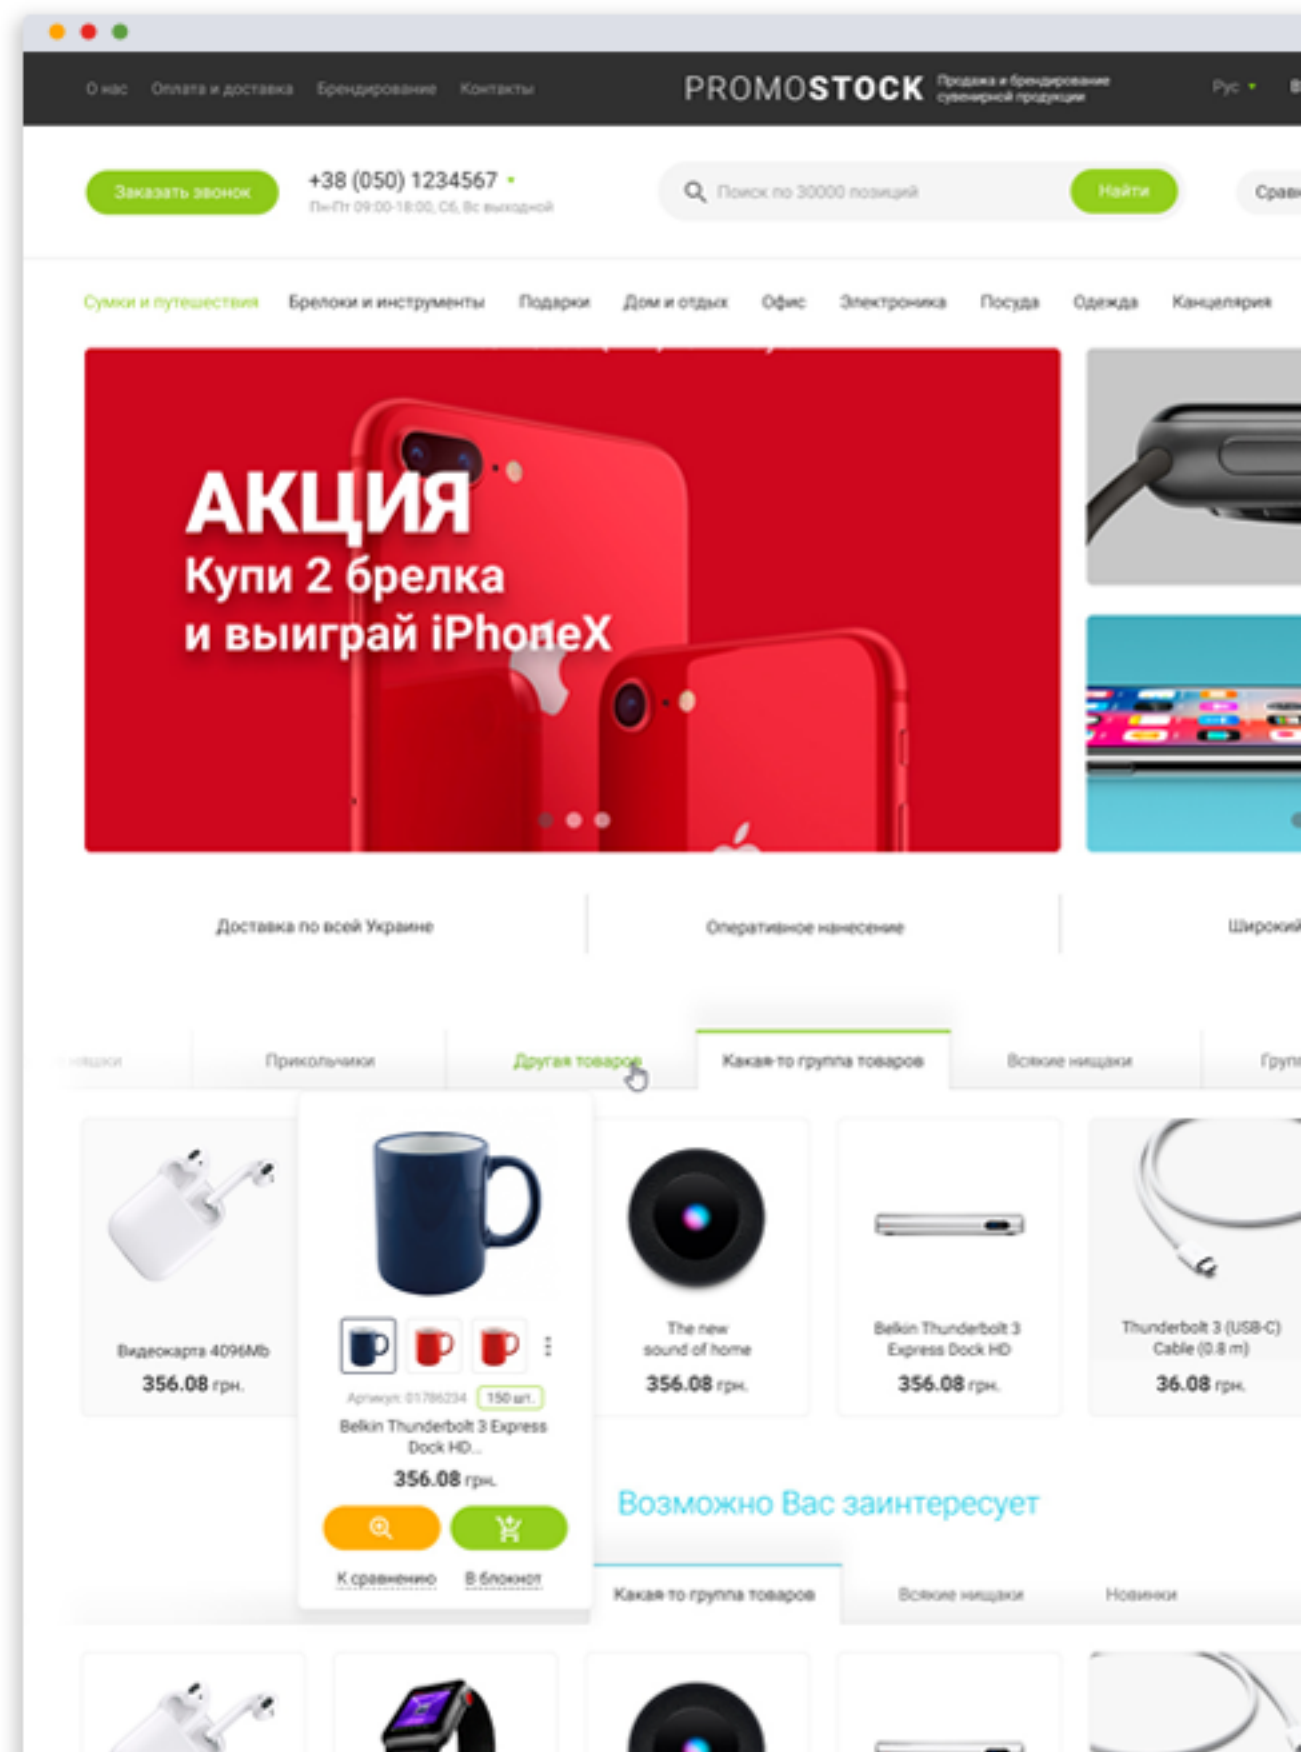 О нас Оплата и доставка Брендирование Контакты
PROMOSTOCK
Продажа и брендирование
сувенирной продукции
Рус
Заказать звонок
+38 (050) 1234567
Пн-Пт 09:00-18:00, Сб, Вс выходной
Поиск по 30000 позиций
Найти
Сумки и путешествия Брелоки и инструменты Подарки Дом и отдых Офис Электроника Посуда Одежда Канцелярия
АКЦИЯ
Купи 2 брелка
и выиграй iPhoneX
Доставка по всей Украине Оперативное нанесение Широкий
Прикольчики Другая товаров Какая-то группа товаров Всякие нищаки
Видеокарта 4096Mb
356.08 грн.
Артикул: 01786234 150 шт.
Belkin Thunderbolt 3 Express
Dock HD...
356.08 грн.
К сравнению В блокнот
The new
sound of home
356.08 грн.
Belkin Thunderbolt 3
Express Dock HD
356.08 грн.
Thunderbolt 3 (USB-C)
Cable (0.8 m)
36.08 грн.
Возможно Вас заинтересует
Какая-то группа товаров Всякие нищаки Новинки